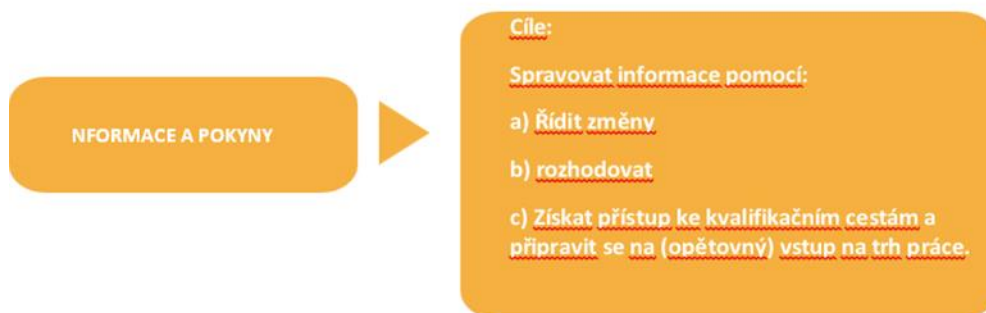 NFORMACE A POKYNY
Cíle:
Spravovat informace pomocí:
a) Řídit změny
b) rozhodovat
c) Získat přístup ke kvalifikačním cestám a
připravit se na (opětovný) vstup na trh práce.